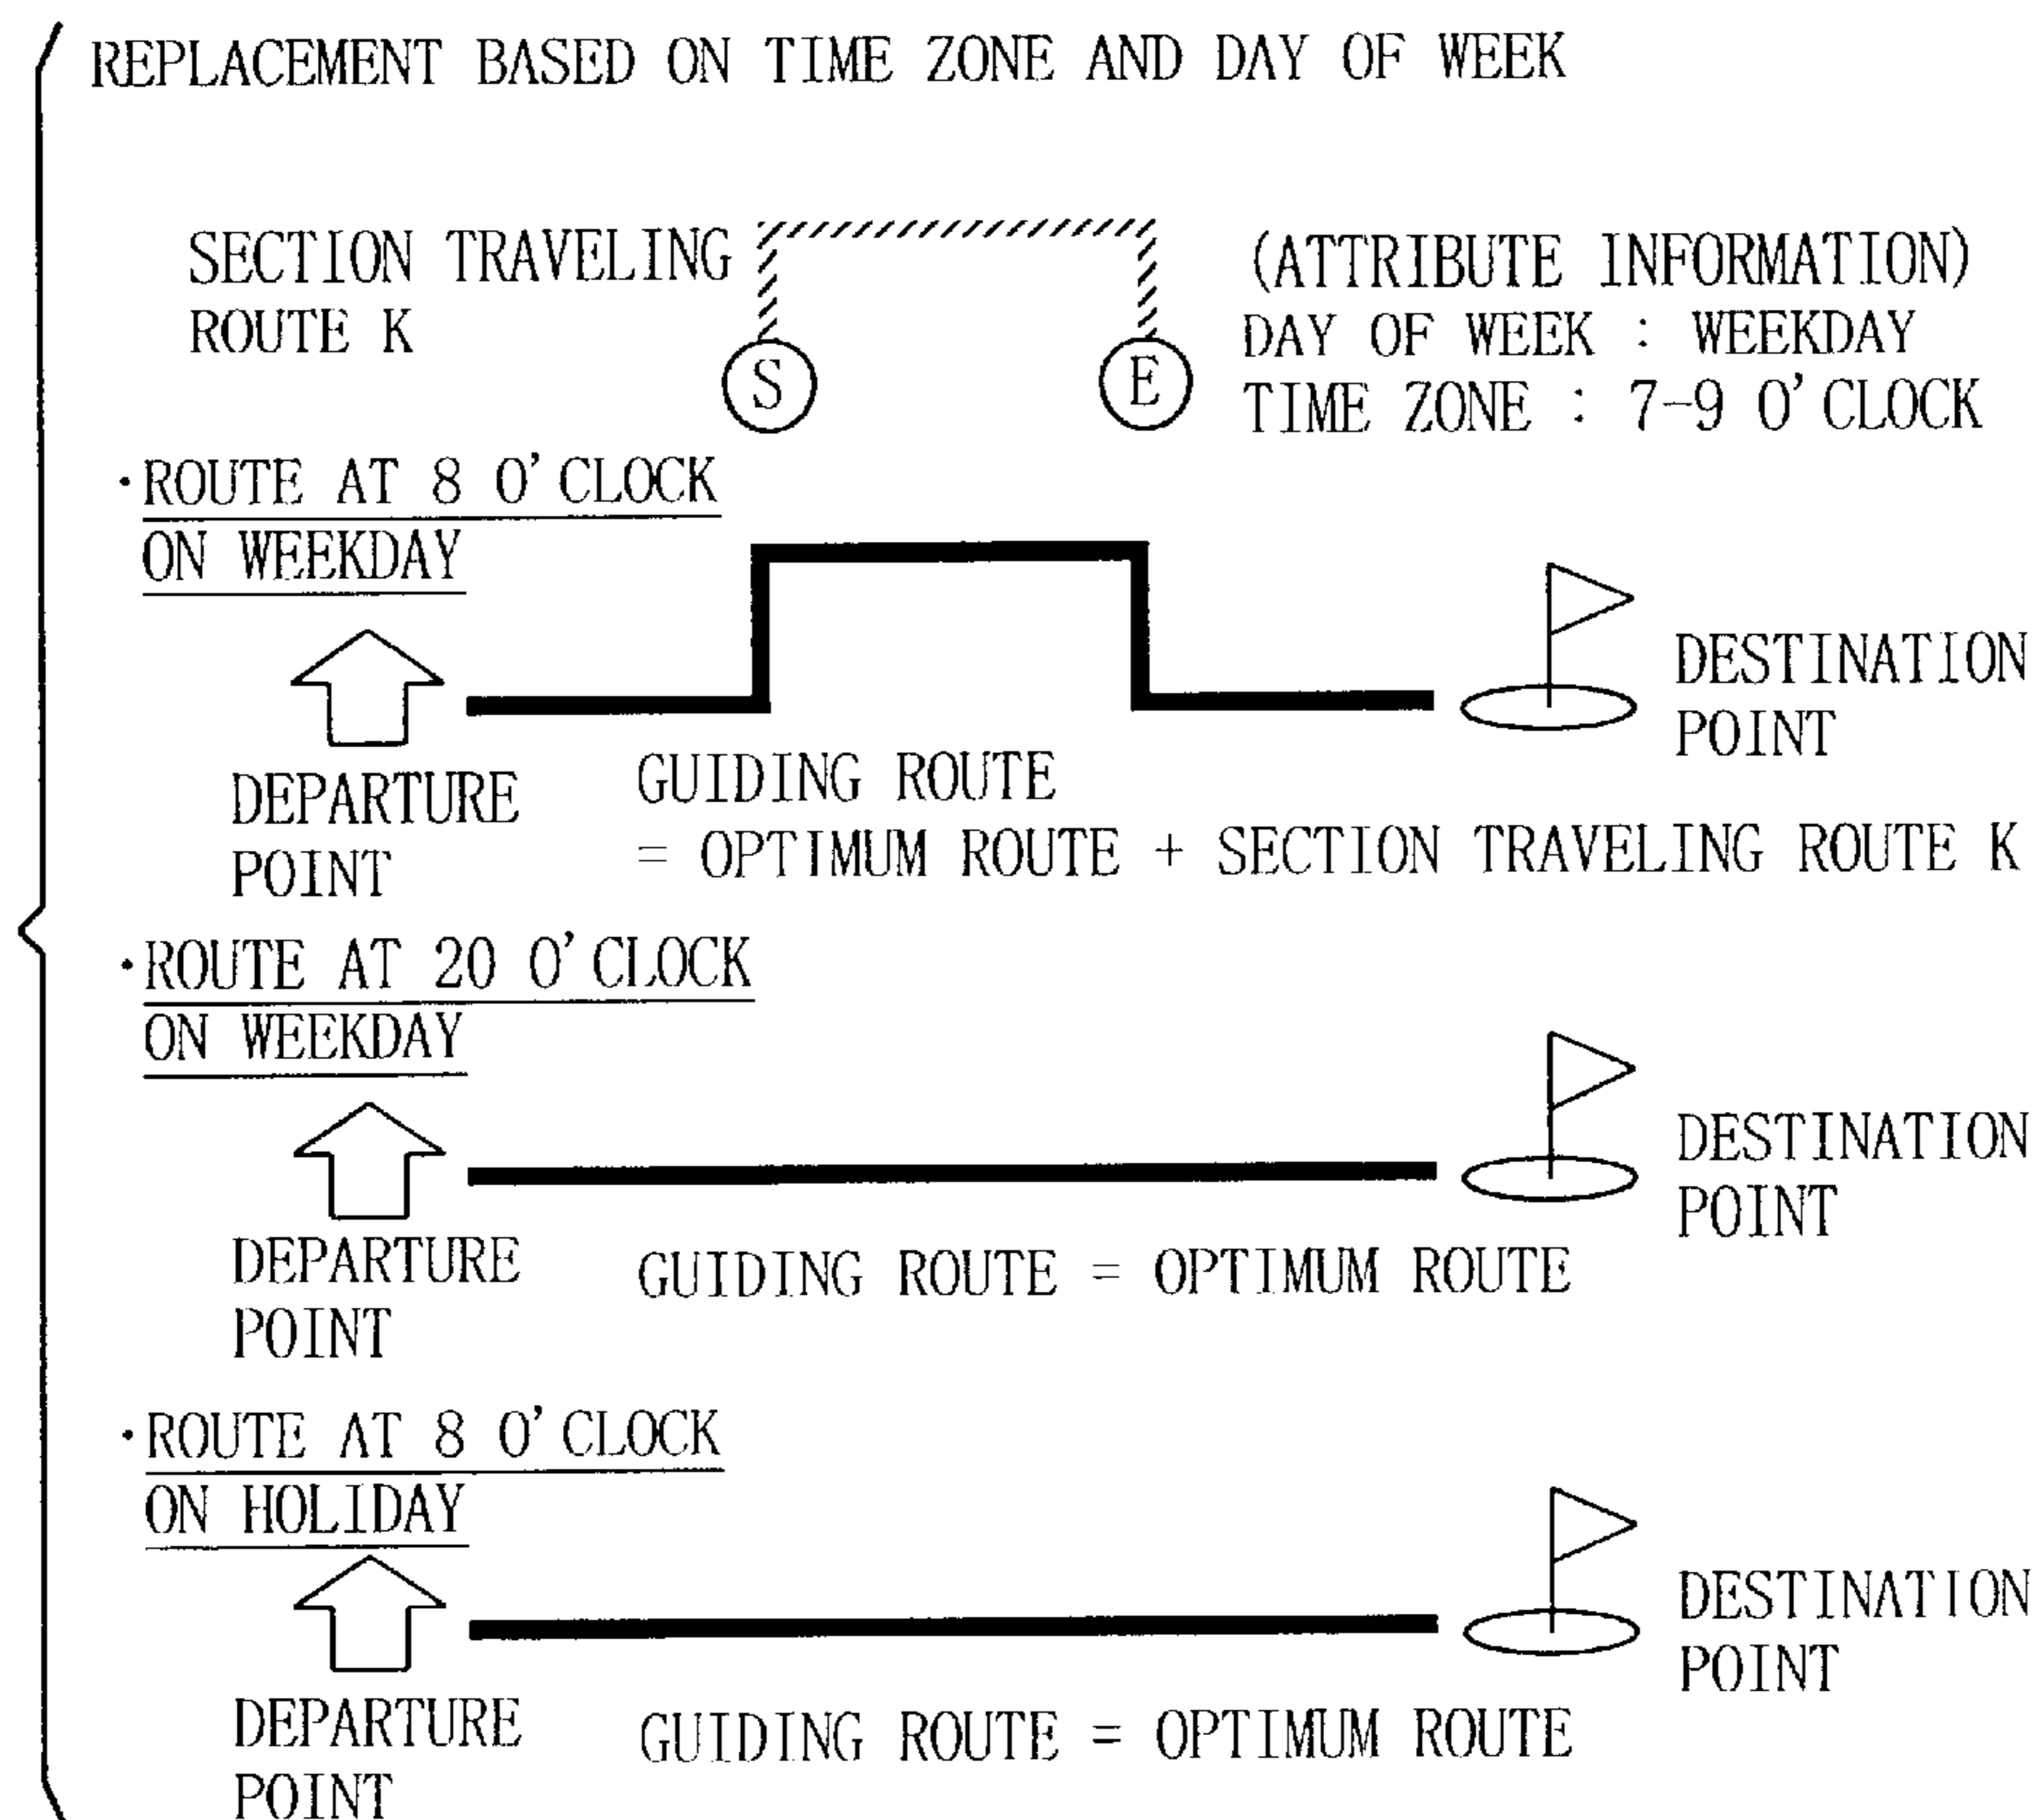 REPLACEMENT BASED ON TIME ZONE AND DAY OF WEEK
SECTION TRAVELING
ROUTE K
S
E
(ATTRIBUTE INFORMATION)
DAY OF WEEK : WEEKDAY
TIME ZONE : 7-9 O'CLOCK
·ROUTE AT 8 O'CLOCK
ON WEEKDAY
DEPARTURE
POINT
GUIDING ROUTE
= OPTIMUM ROUTE + SECTION TRAVELING ROUTE K
DESTINATION
POINT
·ROUTE AT 20 O'CLOCK
ON WEEKDAY
DEPARTURE
POINT
GUIDING ROUTE = OPTIMUM ROUTE
DESTINATION
POINT
·ROUTE AT 8 O'CLOCK
ON HOLIDAY
DEPARTURE
POINT
GUIDING ROUTE = OPTIMUM ROUTE
DESTINATION
POINT